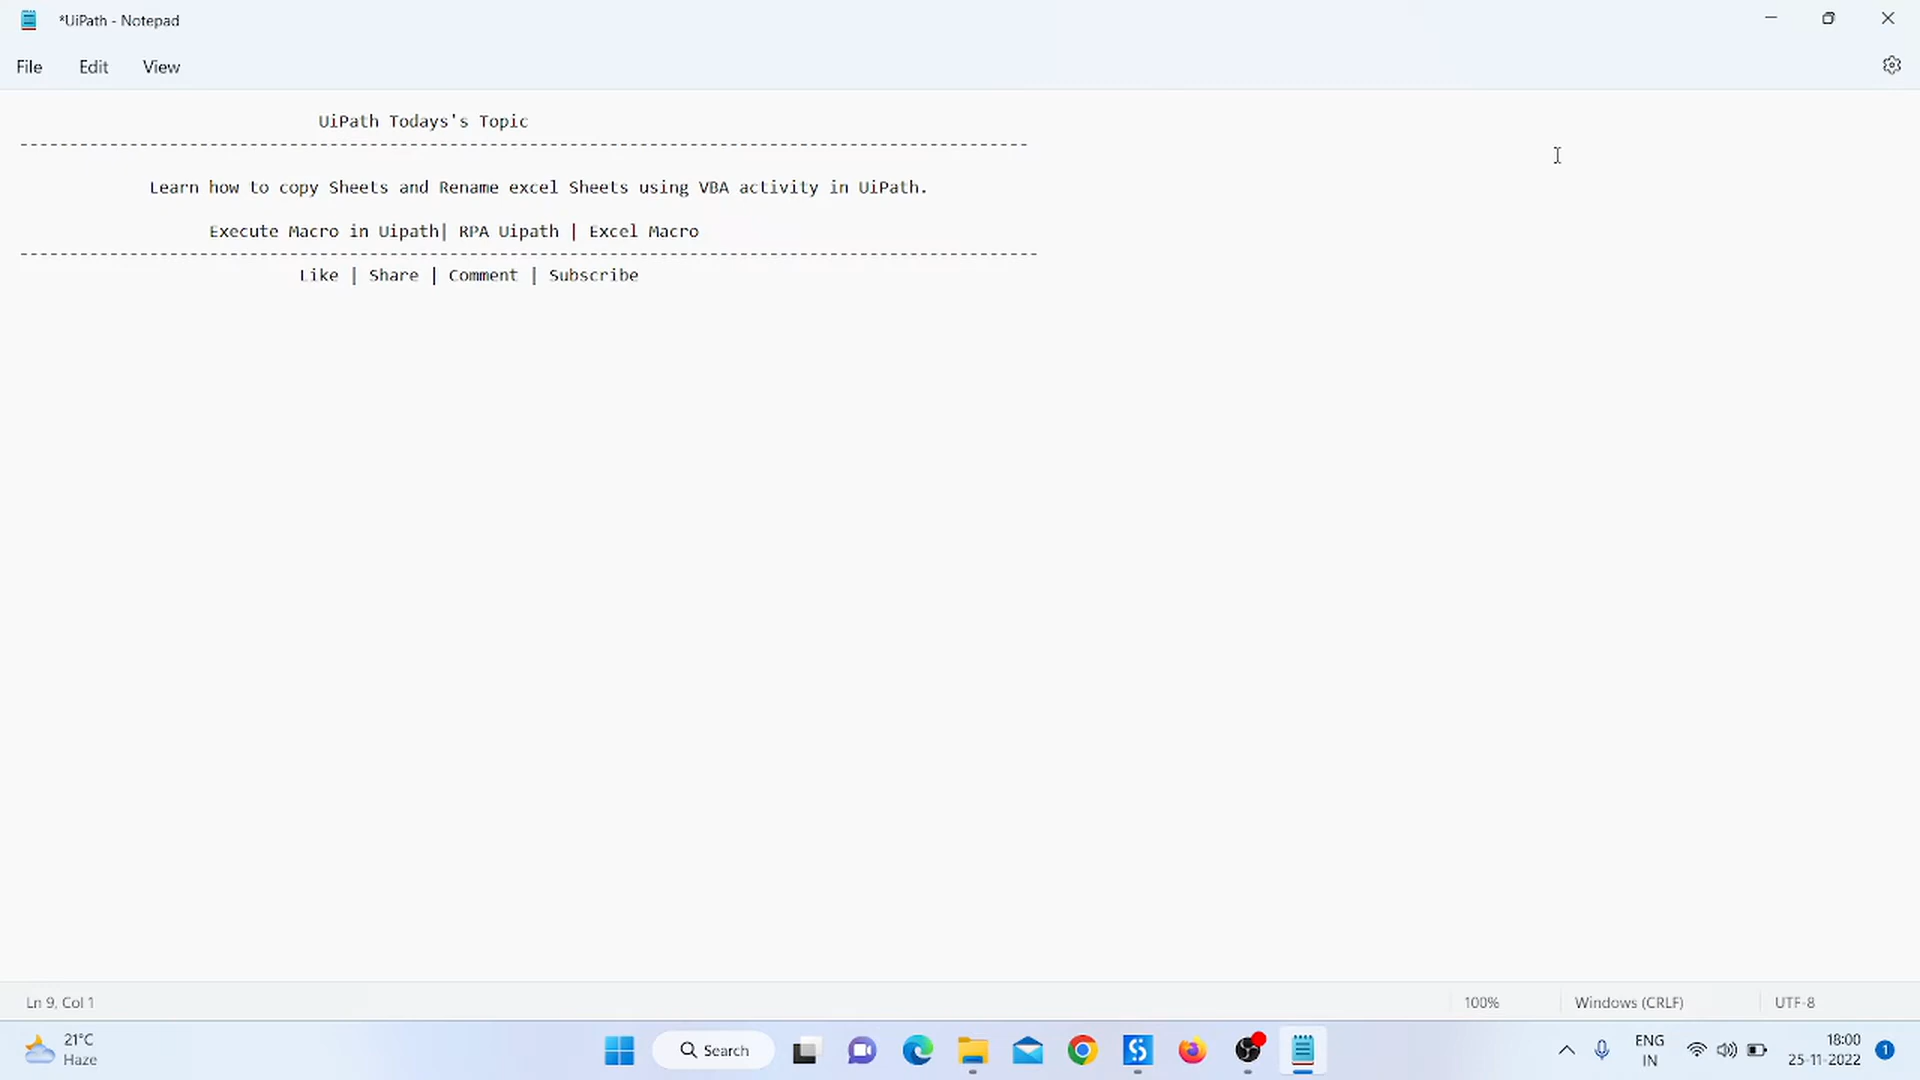 *UiPath - Notepad
File Edit View
UiPath Todays's Topic
-----------------------------------------------------------------------------------------------------
Learn how to copy Sheets and Rename excel Sheets using VBA activity in UiPath.
Execute Macro in Uipath| RPA Uipath | Excel Macro
------------------------------------------------------------------------------------------------------
Like | Share | Comment | Subscribe
Ln 9, Col 1 100% Windows (CRLF) UTF-8
21°C
Haze
Search
ENG
IN
18:00
25-11-2022
1